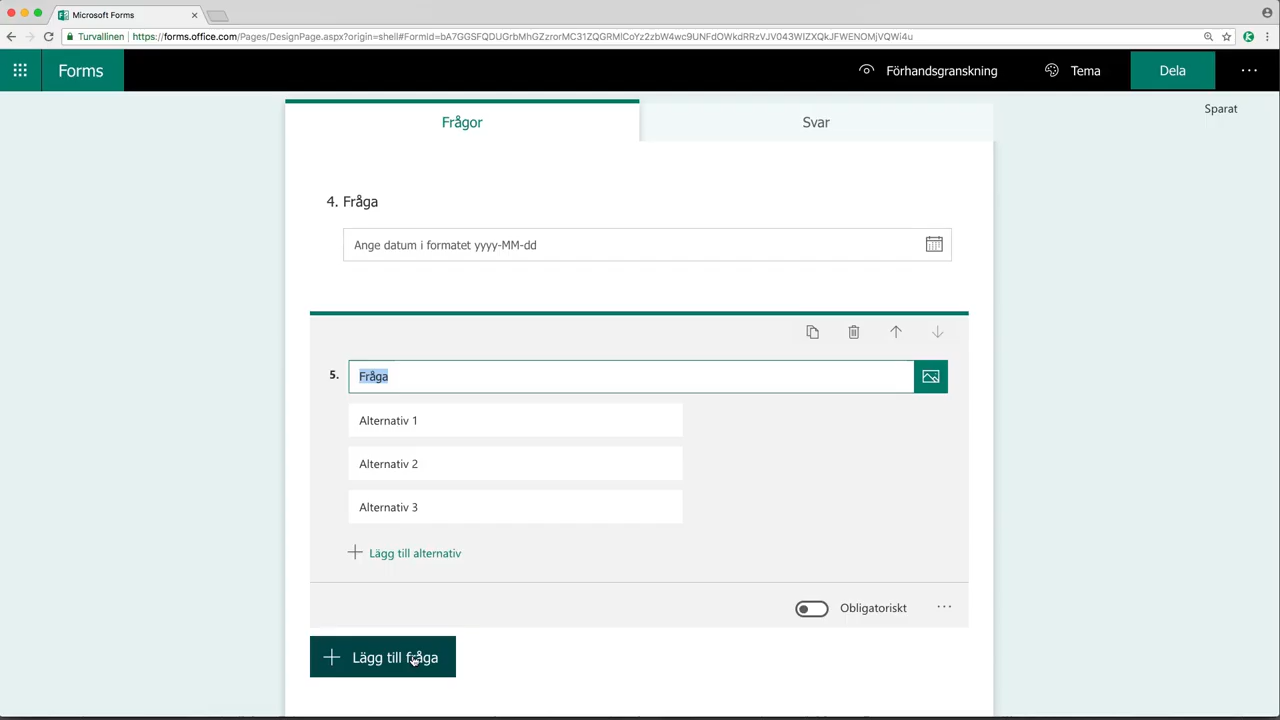 Microsoft Forms
Turvallinen https://forms.office.com/Pages/DesignPage.aspx?origin=shell#FormId=bA7GGSFQDUGrbMhGZzrorMC31ZQGRM!CoYz2zbW4wc9UNFdOWkdRRzVJV043WlZXQkJFWENOMjVQWi4u
Forms
Förhandsgranskning
Tema
Dela
...
Frågor
Svar
Sparat
4. Fråga
Ange datum i formatet yyyy-MM-dd
5. Fråga
Alternativ 1
Alternativ 2
Alternativ 3
+ Lägg till alternativ
Obligatoriskt ...
+ Lägg till fråga